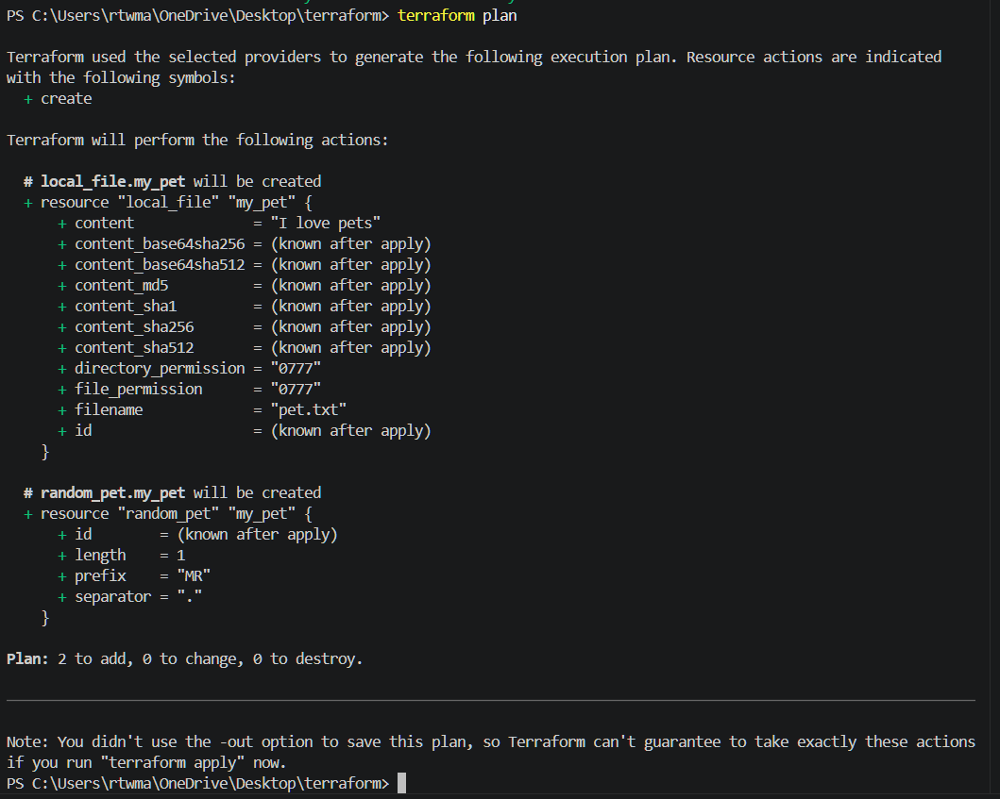 PS C:\Users\rtwma\OneDrive\Desktop\terraform> terraform plan
Terraform used the selected providers to generate the following execution plan. Resource actions are indicated
with the following symbols:
  + create
Terraform will perform the following actions:
  # local_file.my_pet will be created
  + resource "local_file" "my_pet" {
      + content              = "I love pets"
      + content_base64sha256 = (known after apply)
      + content_base64sha512 = (known after apply)
      + content_md5          = (known after apply)
      + content_sha1         = (known after apply)
      + content_sha256       = (known after apply)
      + content_sha512       = (known after apply)
      + directory_permission = "0777"
      + file_permission      = "0777"
      + filename             = "pet.txt"
      + id                   = (known after apply)
    }
  # random_pet.my_pet will be created
  + resource "random_pet" "my_pet" {
      + id        = (known after apply)
      + length    = 1
      + prefix    = "MR"
      + separator = "."
    }
Plan: 2 to add, 0 to change, 0 to destroy.
Note: You didn't use the -out option to save this plan, so Terraform can't guarantee to take exactly these actions
if you run "terraform apply" now.
PS C:\Users\rtwma\OneDrive\Desktop\terraform>